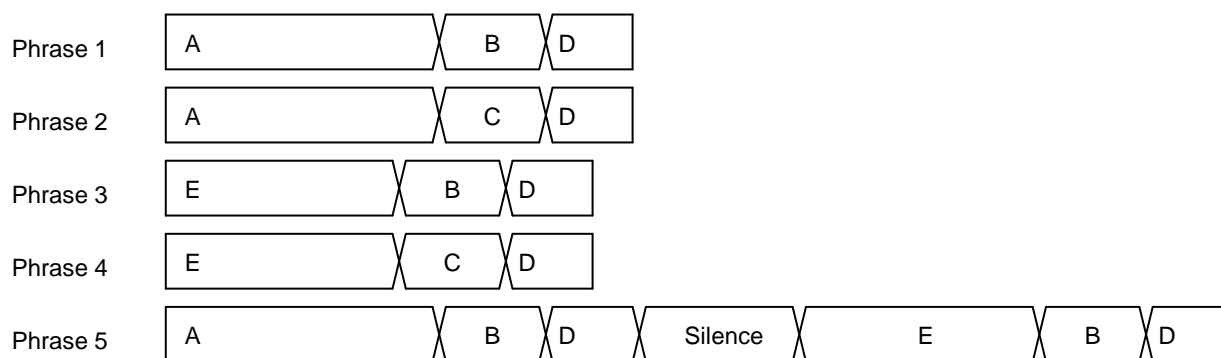 Phrase 1 A B D
Phrase 2 A C D
Phrase 3 E B D
Phrase 4 E C D
Phrase 5 A B D Silence E B D